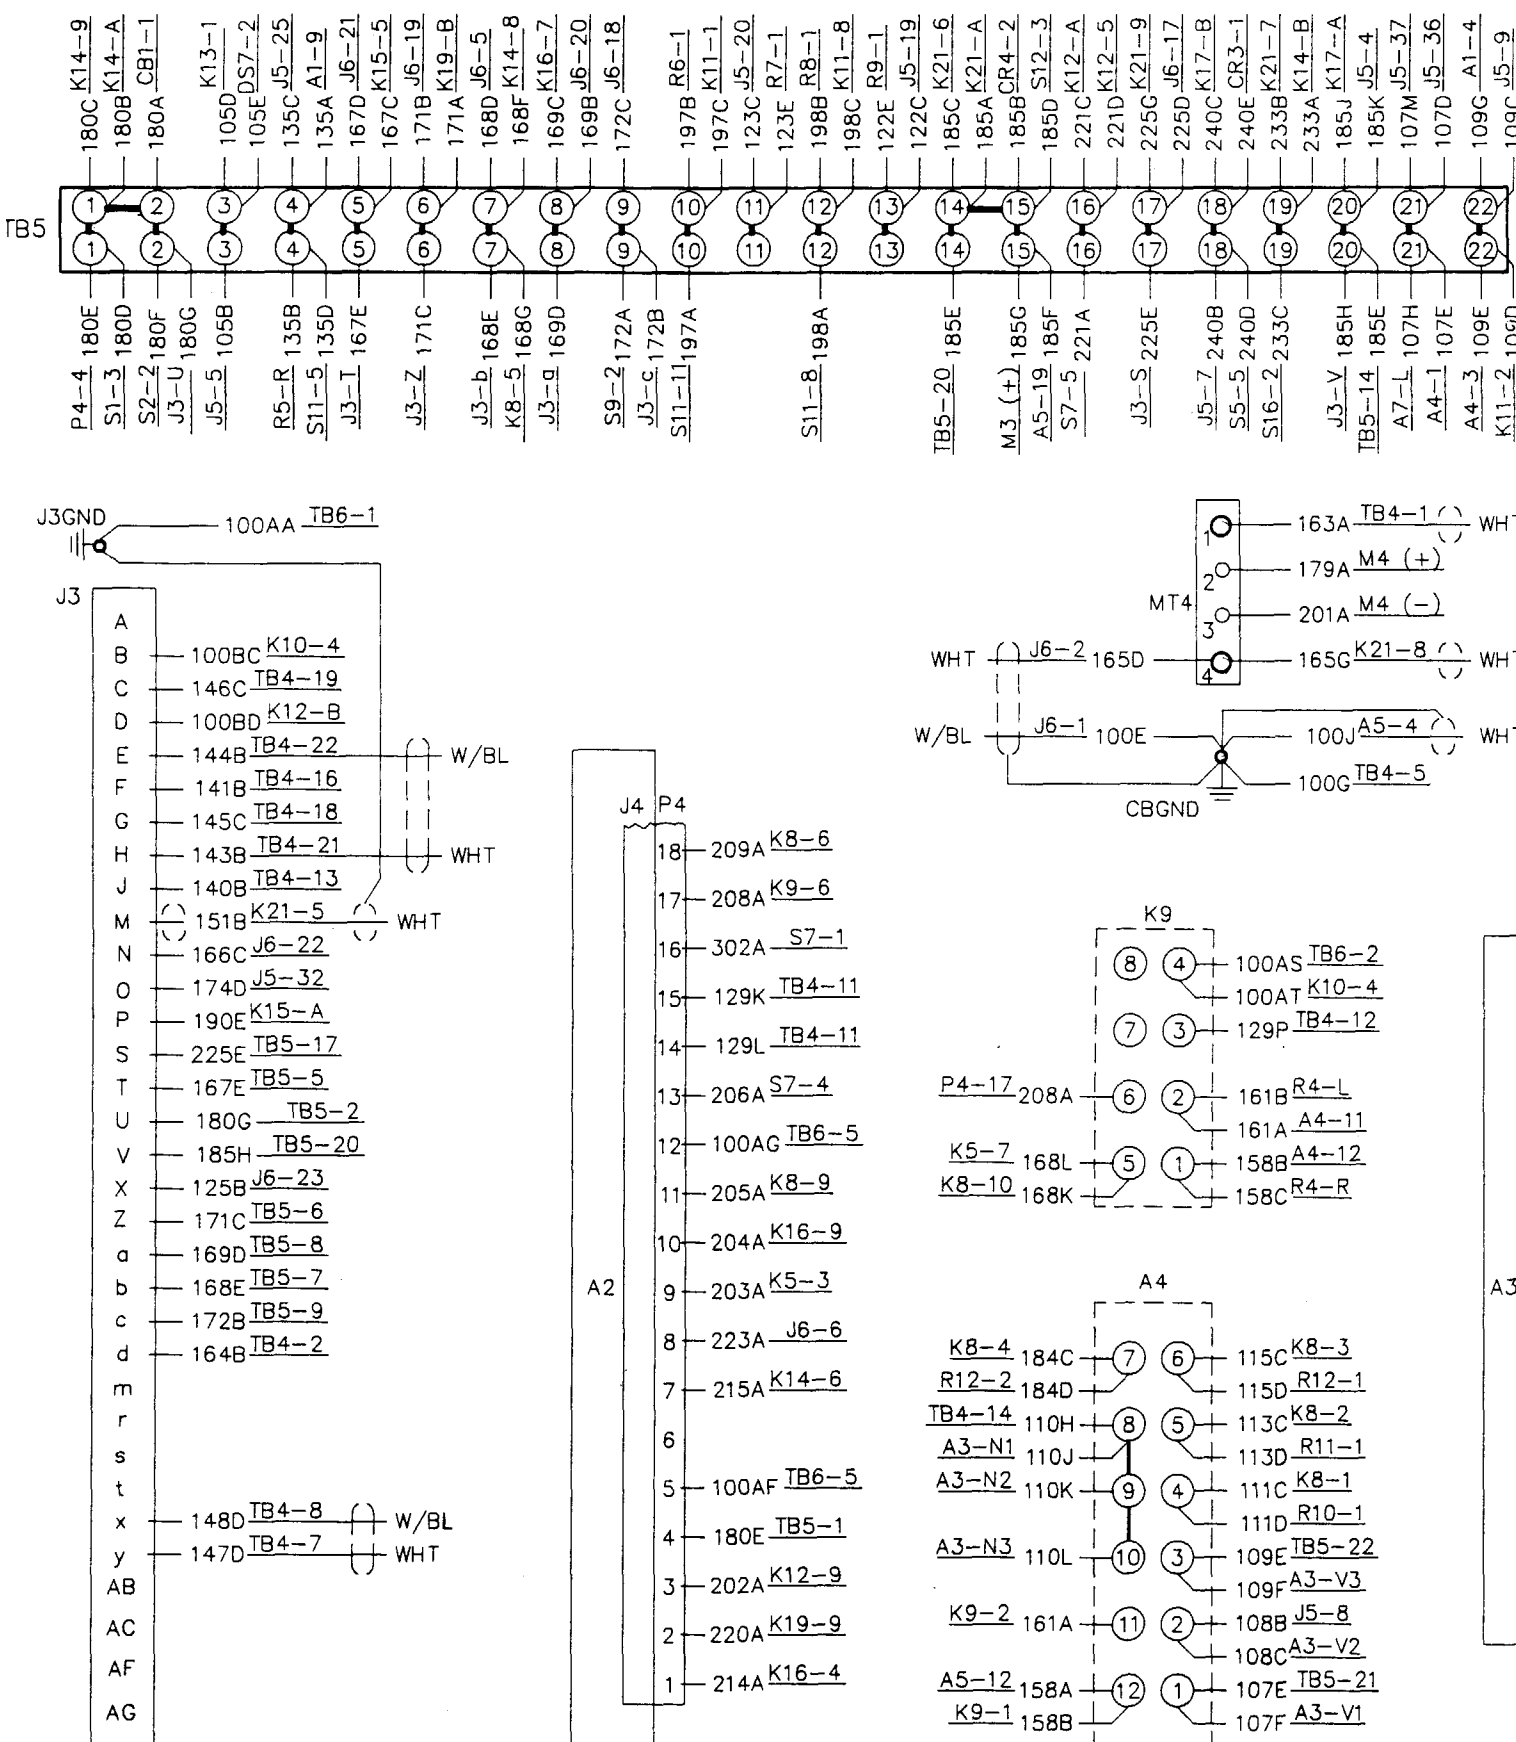 180C K14-9
180B K14-A
180A CB1-1
105D K13-1
105E DS7-2
135C J5-25
135A A1-9
167D J6-21
167C K15-5
171B J6-19
171A K19-B
168D J6-5
168F K14-8
169C K16-7
169B J6-20
172C J6-18
197B R6-1
197C K11-1
123C J5-20
123E R7-1
198B R8-1
198C K11-8
122E R9-1
122C J5-19
185C K21-6
185A K21-A
185B CR4-2
185D S12-3
221C K12-A
221D K12-5
225G K21-9
225D J6-17
240C K17-B
240E CR3-1
233B K21-7
233A K14-B
185J K17-A
185K J5-4
107M J5-37
107D J5-36
109G A1-4
109C J5-9
TB5
1 2 3 4 5 6 7 8 9 10 11 12 13 14 15 16 17 18 19 20 21 22
1 2 3 4 5 6 7 8 9 10 11 12 13 14 15 16 17 18 19 20 21 22
P4-4 180E
S1-3 180D
S2-2 180F
J3-U 180G
J5-5 105B
R5-R 135B
S11-5 135D
J3-T 167E
J3-Z 171C
J3-b 168E
K8-5 168G
J3-a 169D
S9-2 172A
J3-c 172B
S11-11 197A
S11-8 198A
TB5-20 185E
M3 (+) 185G
A5-19 185F
S7-5 221A
J3-S 225E
J5-7 240B
S5-5 240D
S16-2 233C
J3-V 185H
TB5-14 185E
A7-L 107H
A4-1 107E
A4-3 109E
K11-2 109D
J3GND
100AA TB6-1
J3
A
B 100BC K10-4
C 146C TB4-19
D 100BD K12-B
E 144B TB4-22 W/BL
F 141B TB4-16
G 145C TB4-18
H 143B TB4-21 WHT
J 140B TB4-13
M 151B K21-5 WHT
N 166C J6-22
O 174D J5-32
P 190E K15-A
S 225E TB5-17
T 167E TB5-5
U 180G TB5-2
V 185H TB5-20
X 125B J6-23
Z 171C TB5-6
a 169D TB5-8
b 168E TB5-7
c 172B TB5-9
d 164B TB4-2
m
r
s
t
x 148D TB4-8 W/BL
y 147D TB4-7 WHT
AB
AC
AF
AG
A2
J4 P4
18 209A K8-6
17 208A K9-6
16 302A S7-1
15 129K TB4-11
14 129L TB4-11
13 206A S7-4
12 100AG TB6-5
11 205A K8-9
10 204A K16-9
9 203A K5-3
8 223A J6-6
7 215A K14-6
6
5 100AF TB6-5
4 180E TB5-1
3 202A K12-9
2 220A K19-9
1 214A K16-4
MT4
1 163A TB4-1 WHT
2 179A M4 (+)
3 201A M4 (-)
WHT J6-2 165D 4 165G K21-8 WHT
W/BL J6-1 100E 100J A5-4 WHT
100G TB4-5
CBGND
K9
8 4 100AS TB6-2
100AT K10-4
7 3 129P TB4-12
P4-17 208A 6 2 161B R4-L
161A A4-11
K5-7 168L 5 1 158B A4-12
K8-10 168K 158C R4-R
A4
K8-4 184C 7 6 115C K8-3
R12-2 184D 115D R12-1
TB4-14 110H 8 5 113C K8-2
A3-N1 110J 113D R11-1
A3-N2 110K 9 4 111C K8-1
111D R10-1
A3-N3 110L 10 3 109E TB5-22
109F A3-V3
K9-2 161A 11 2 108B J5-8
108C A3-V2
A5-12 158A 12 1 107E TB5-21
K9-1 158B 107F A3-V1
A3